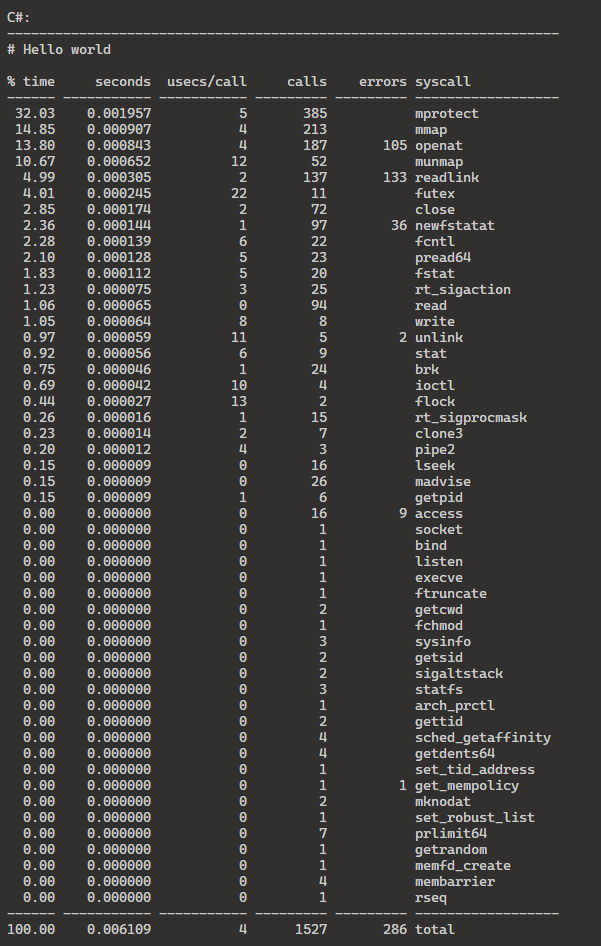 C#:
---------------------------------------------------------------------
# Hello world
% time     seconds  usecs/call     calls    errors syscall
------ ----------- ----------- --------- --------- ------------------
 32.03    0.001957           5       385           mprotect
 14.85    0.000907           4       213           mmap
 13.80    0.000843           4       187       105 openat
 10.67    0.000652          12        52           munmap
  4.99    0.000305           2       137       133 readlink
  4.01    0.000245          22        11           futex
  2.85    0.000174           2        72           close
  2.36    0.000144           1        97        36 newfstatat
  2.28    0.000139           6        22           fcntl
  2.10    0.000128           5        23           pread64
  1.83    0.000112           5        20           fstat
  1.23    0.000075           3        25           rt_sigaction
  1.06    0.000065           0        94           read
  1.05    0.000064           8         8           write
  0.97    0.000059          11         5         2 unlink
  0.92    0.000056           6         9           stat
  0.75    0.000046           1        24           brk
  0.69    0.000042          10         4           ioctl
  0.44    0.000027          13         2           flock
  0.26    0.000016           1        15           rt_sigprocmask
  0.23    0.000014           2         7           clone3
  0.20    0.000012           4         3           pipe2
  0.15    0.000009           0        16           lseek
  0.15    0.000009           0        26           madvise
  0.15    0.000009           1         6           getpid
  0.00    0.000000           0        16         9 access
  0.00    0.000000           0         1           socket
  0.00    0.000000           0         1           bind
  0.00    0.000000           0         1           listen
  0.00    0.000000           0         1           execve
  0.00    0.000000           0         1           ftruncate
  0.00    0.000000           0         2           getcwd
  0.00    0.000000           0         1           fchmod
  0.00    0.000000           0         3           sysinfo
  0.00    0.000000           0         2           getsid
  0.00    0.000000           0         2           sigaltstack
  0.00    0.000000           0         3           statfs
  0.00    0.000000           0         1           arch_prctl
  0.00    0.000000           0         2           gettid
  0.00    0.000000           0         4           sched_getaffinity
  0.00    0.000000           0         4           getdents64
  0.00    0.000000           0         1           set_tid_address
  0.00    0.000000           0         1         1 get_mempolicy
  0.00    0.000000           0         2           mknodat
  0.00    0.000000           0         1           set_robust_list
  0.00    0.000000           0         7           prlimit64
  0.00    0.000000           0         1           getrandom
  0.00    0.000000           0         1           memfd_create
  0.00    0.000000           0         4           membarrier
  0.00    0.000000           0         1           rseq
------ ----------- ----------- --------- --------- ------------------
100.00    0.006109           4      1527       286 total